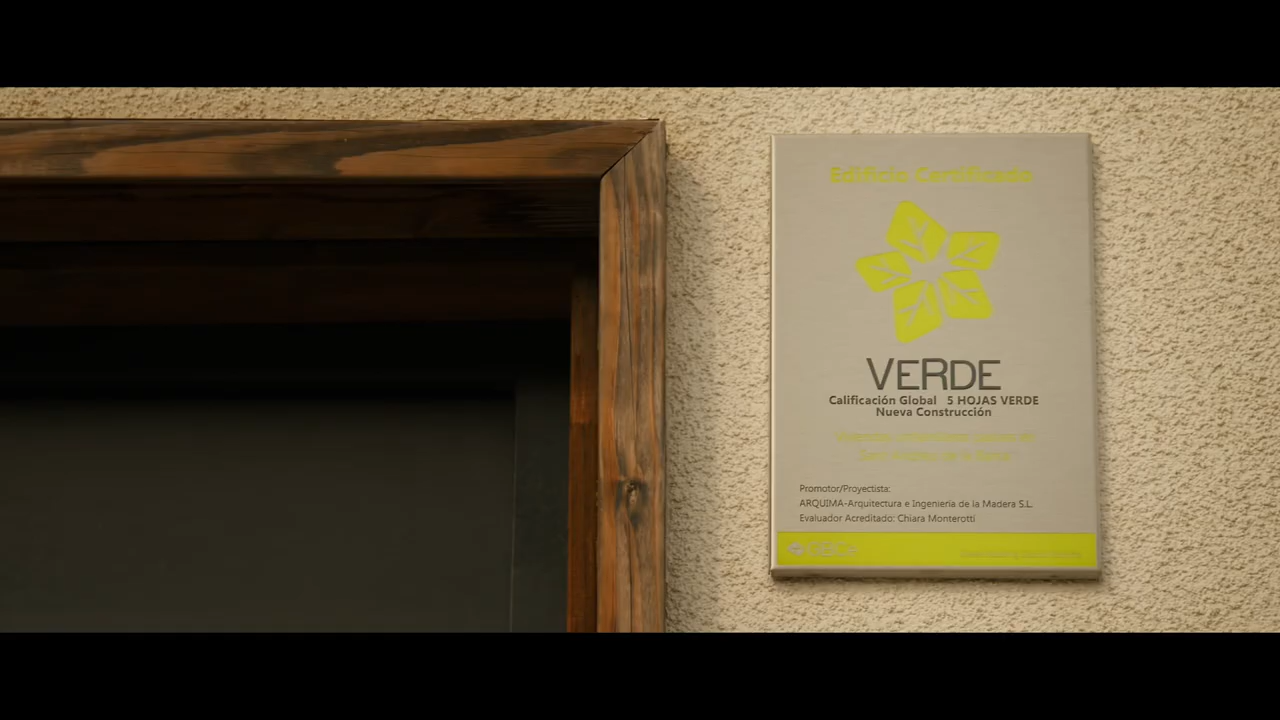 Edificio Certificado
VERDE
Calificación Global 5 HOJAS VERDE
Nueva Construcción
Promotor/Proyectista:
ARQUIMA-Arquitectura e Ingeniería de la Madera S.L.
Evaluador Acreditado: Chiara Monterotti
GBCe